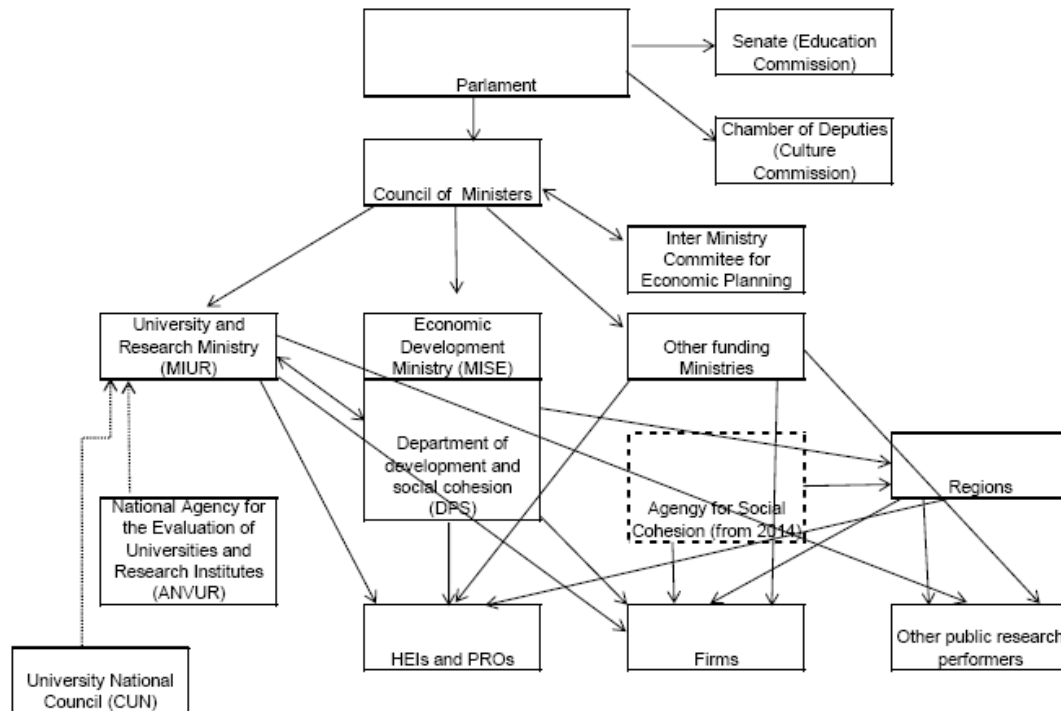 Senate (Education
Commission)
Parlament
Chamber of Deputies
(Culture
Commission)
Council of Ministers
Inter Ministry
Commitee for
Economic Planning
University and
Research Ministry
(MIUR)
Economic
Development
Ministry (MISE)
Other funding
Ministries
Department of
development and
social cohesion
(DPS)
Agency for Social
Cohesion (from 2014)
Regions
National Agency for
the Evaluation of
Universities and
Research Institutes
(ANVUR)
HEIs and PROs
Firms
Other public research
performers
University National
Council (CUN)